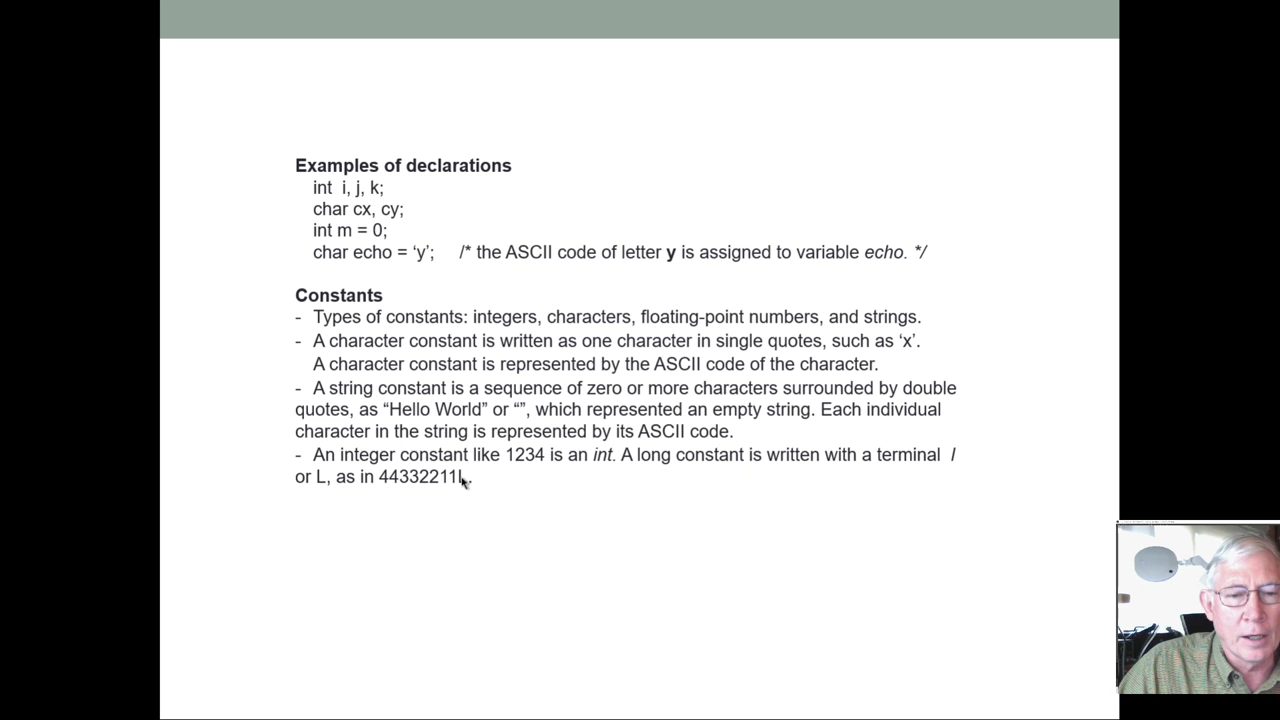 Examples of declarations
int i, j, k;
char cx, cy;
int m = 0;
char echo = ‘y’; /* the ASCII code of letter y is assigned to variable echo. */
Constants
- Types of constants: integers, characters, floating-point numbers, and strings.
- A character constant is written as one character in single quotes, such as ‘x’.
A character constant is represented by the ASCII code of the character.
- A string constant is a sequence of zero or more characters surrounded by double
quotes, as “Hello World” or “”, which represented an empty string. Each individual
character in the string is represented by its ASCII code.
- An integer constant like 1234 is an int. A long constant is written with a terminal l
or L, as in 44332211L.